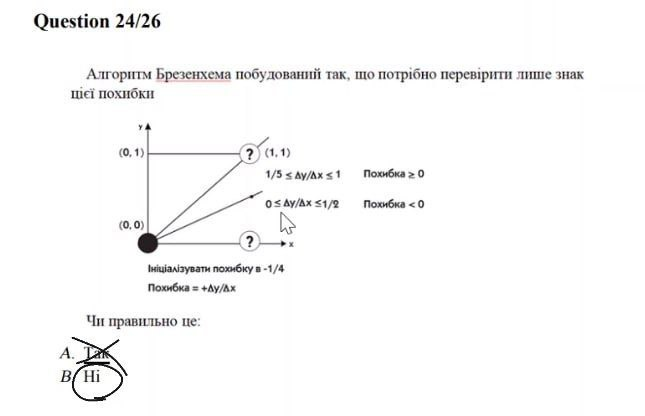 Question 24/26
Алгоритм Брезенхема побудований так, що потрібно перевірити лише знак
цієї похибки
y
(0, 1)
? (1, 1)
1/5 ≤ Δy/Δx ≤ 1 Похибка ≥ 0
0 ≤ Δy/Δx ≤1/2 Похибка < 0
(0, 0)
? x
Ініціалізувати похибку в -1/4
Похибка = +Δy/Δx
Чи правильно це:
A. Так
B. Ні